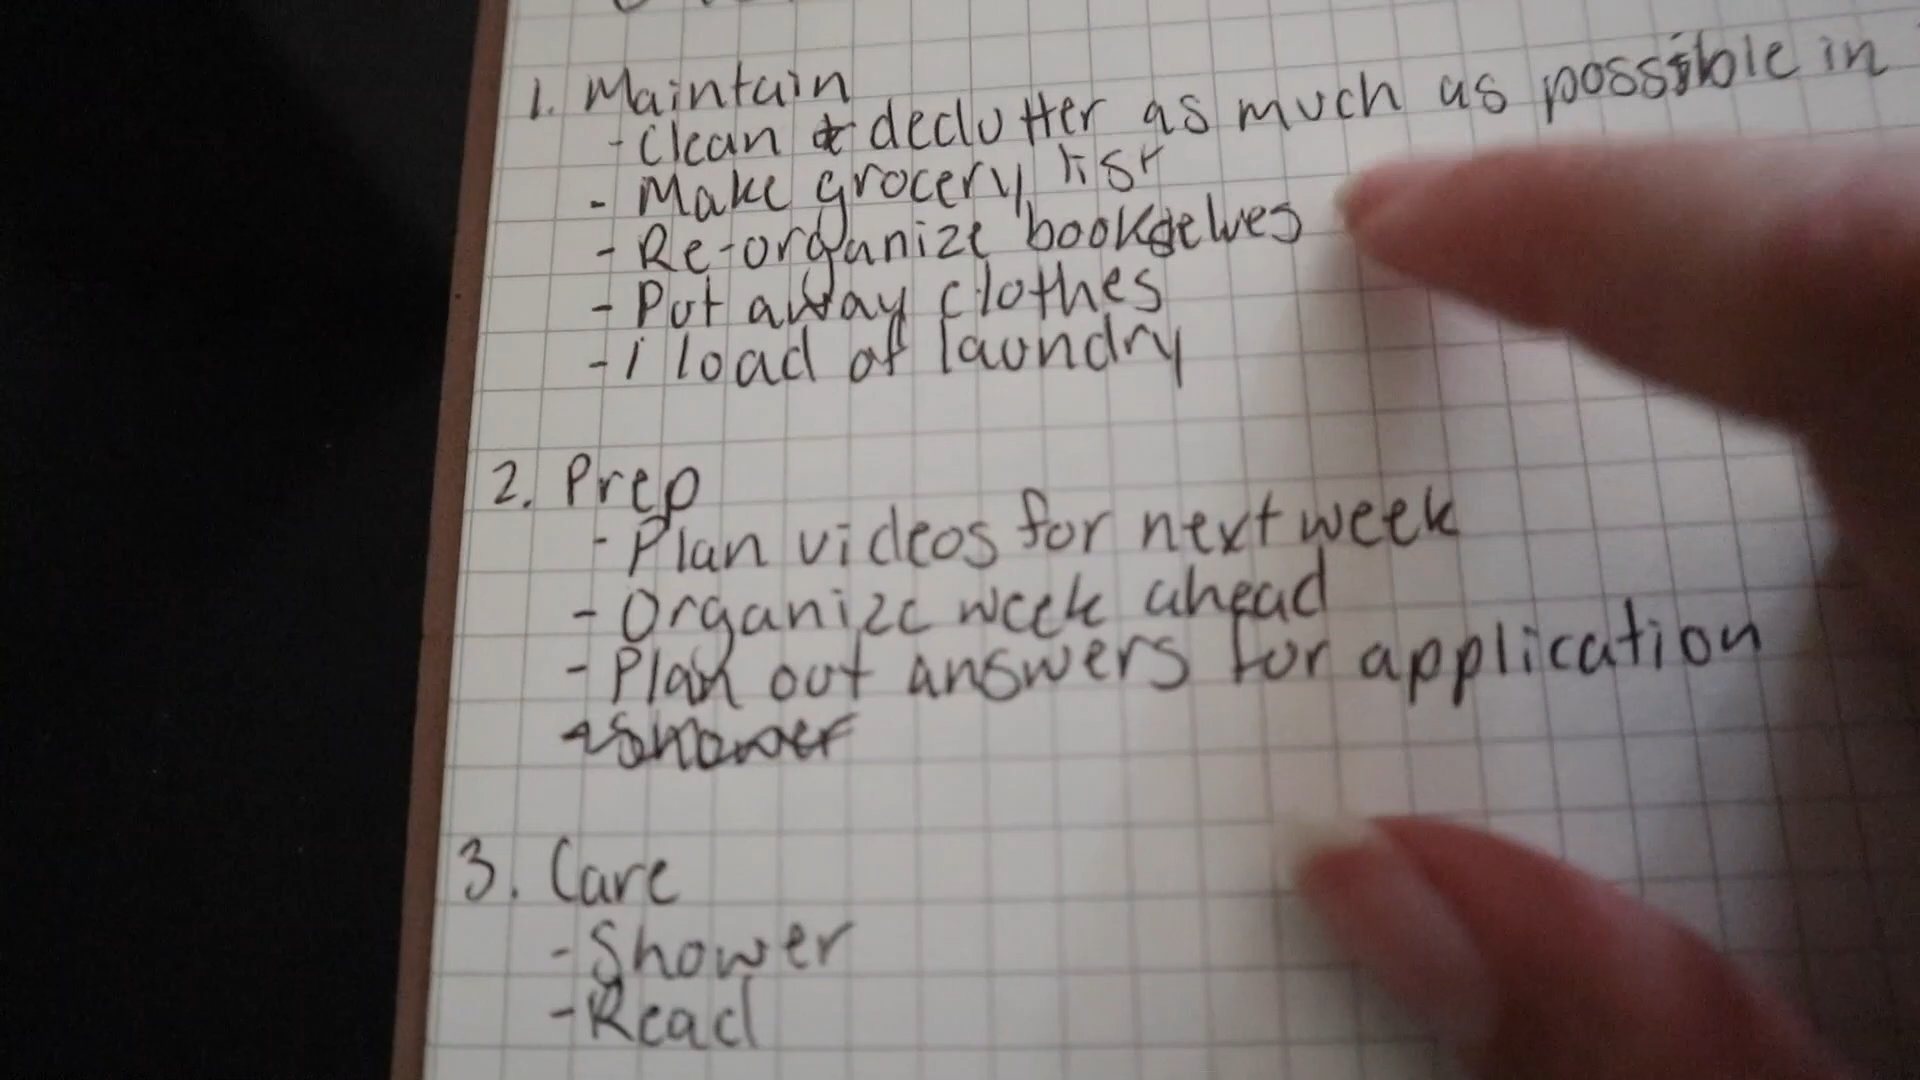 1. Maintain
- Clean & declutter as much as possible in
- Make grocery list
- Re-organize bookselves
- Put away clothes
- 1 load of laundry
2. Prep
- Plan videos for next week
- Organize week ahead
- Plan out answers for application
- Shower
3. Care
- Shower
- Read